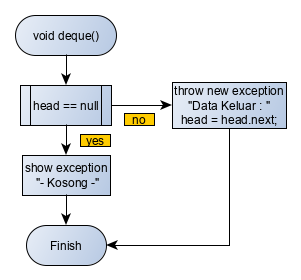 void deque()
head == null
no
throw new exception
"Data Keluar : "
head = head.next;
yes
show exception
"- Kosong -"
Finish